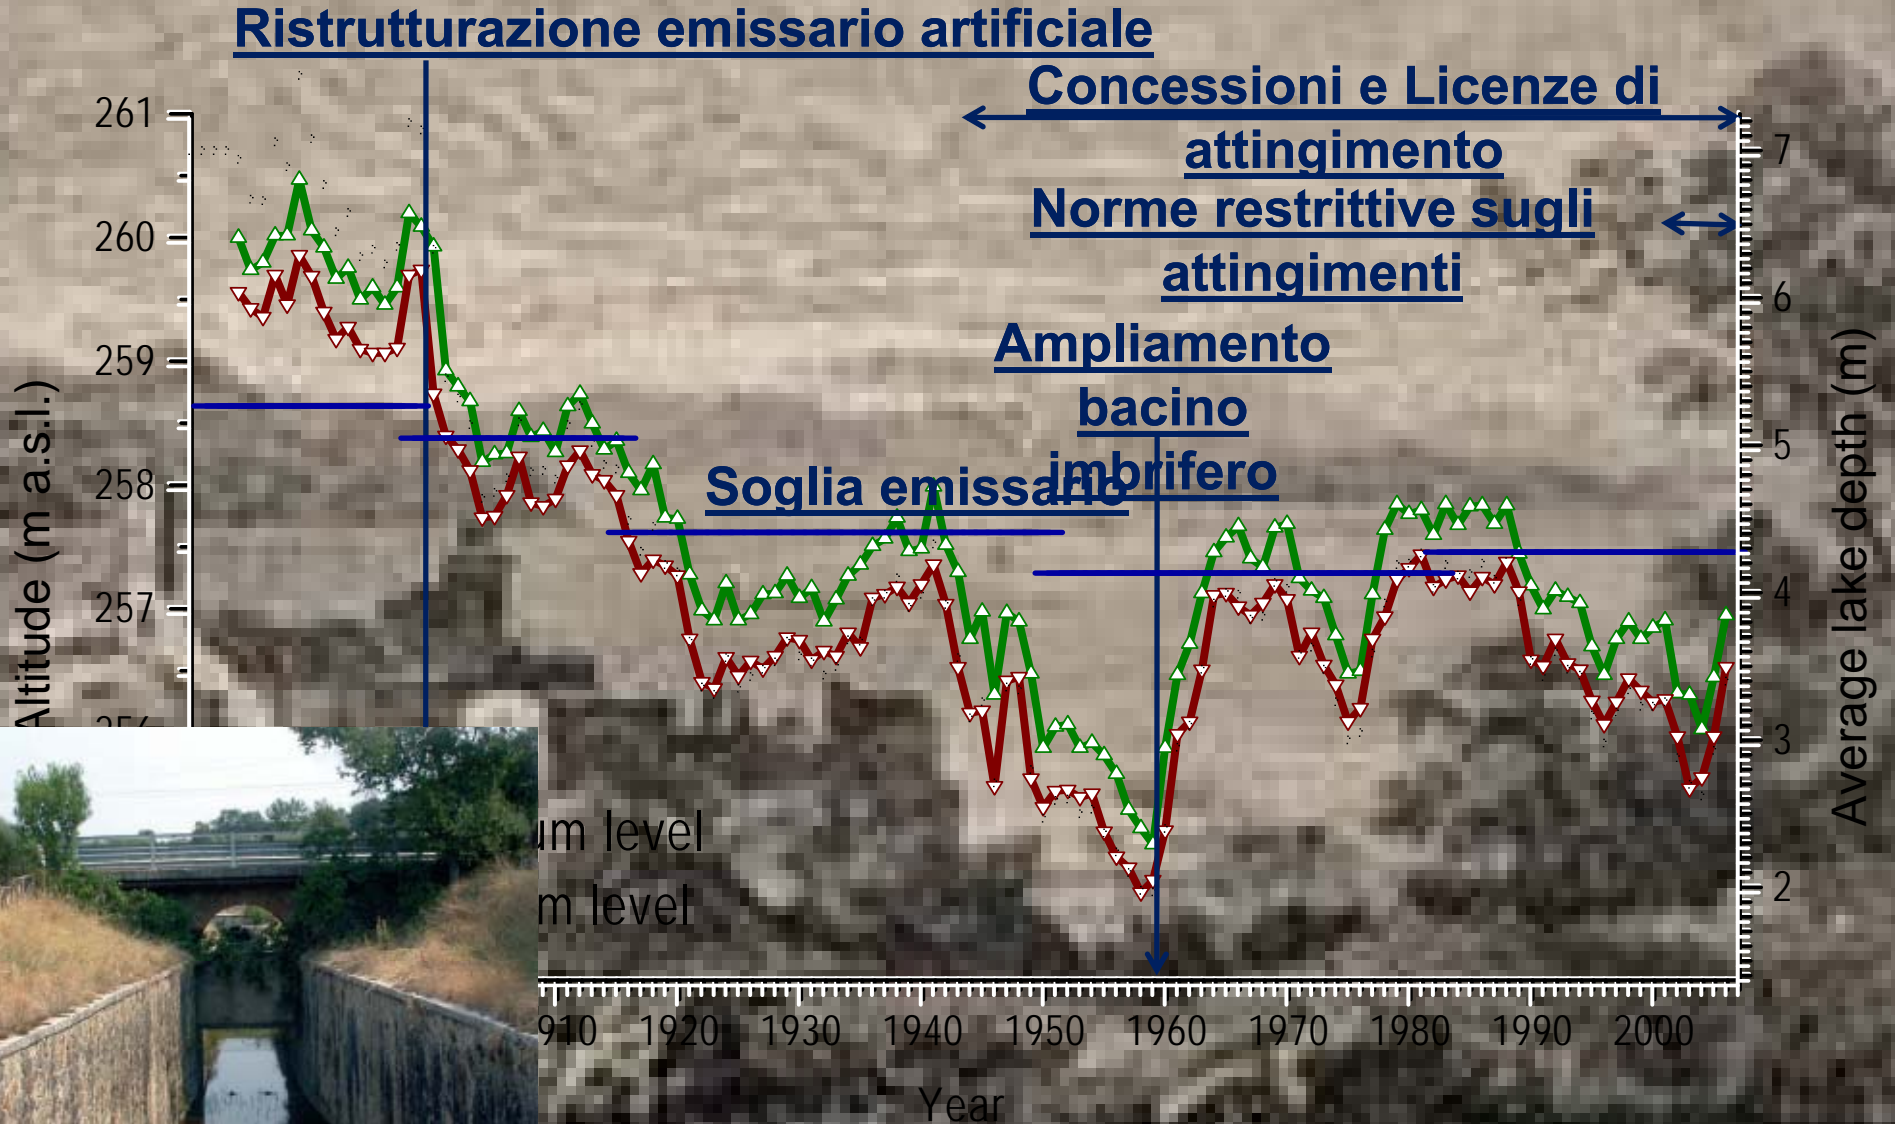 Ristrutturazione emissario artificiale
Concessioni e Licenze di
attingimento
Norme restrittive sugli
attingimenti
Ampliamento
bacino
imbrifero
Soglia emissario
261
260
259
258
257
7
6
5
4
3
2
Altitude (m a.s.l.)
Average lake depth (m)
um level
m level
910 1920 1930 1940 1950 1960 1970 1980 1990 2000
Year